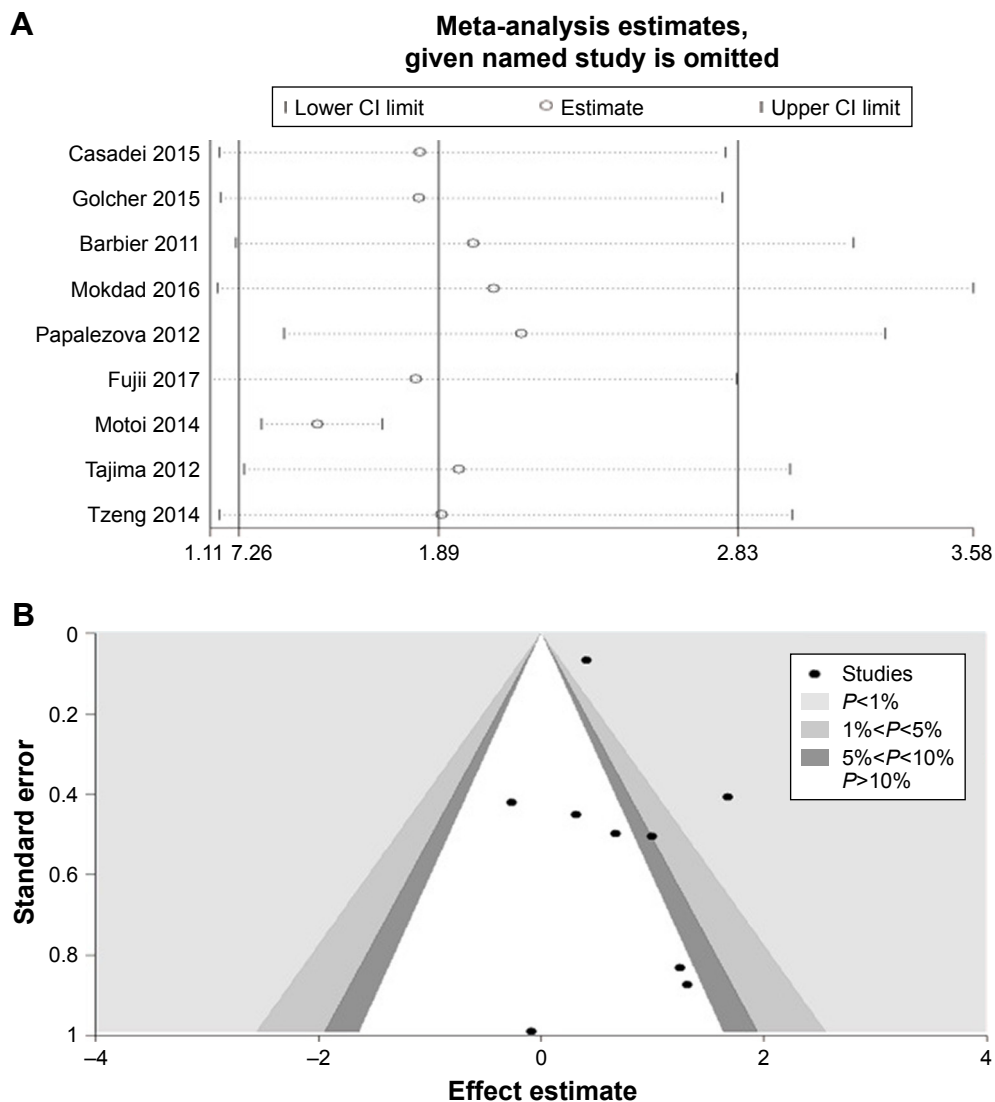 A
Meta-analysis estimates,
given named study is omitted
Lower CI limit Estimate Upper CI limit
Casadei 2015
Golcher 2015
Barbier 2011
Mokdad 2016
Papalezova 2012
Fujii 2017
Motoi 2014
Tajima 2012
Tzeng 2014
1.11 7.26 1.89 2.83 3.58
B
0
0.2
0.4
0.6
0.8
1
Standard error
Studies
P<1%
1%<P<5%
5%<P<10%
P>10%
–4 –2 0 2 4
Effect estimate